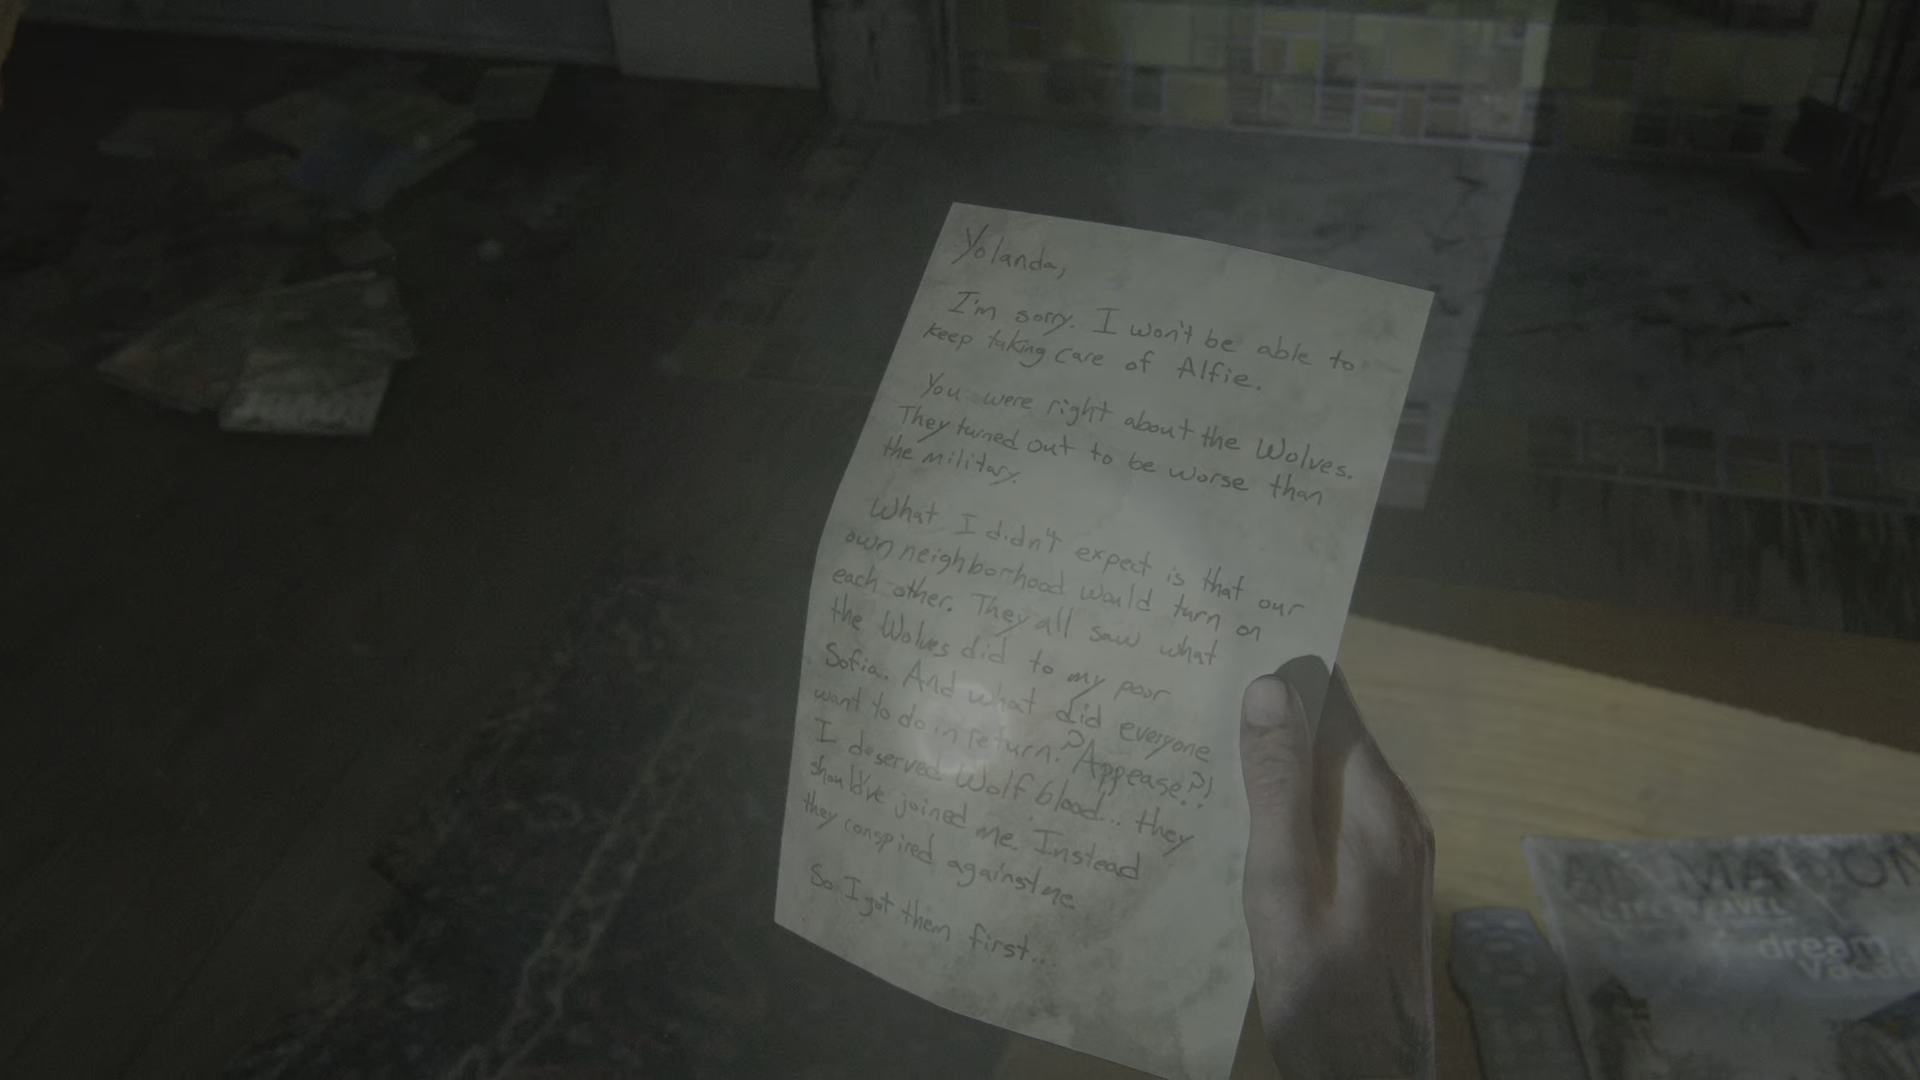 Yolanda,
I'm sorry. I won't be able to
keep taking care of Alfie.
You were right about the Wolves.
They turned out to be worse than
the military.
What I didn't expect is that our
own neighborhood would turn on
each other. They all saw what
the Wolves did to my poor
Sofia. And what did everyone
want to do in return? Appease?!
I deserved Wolf blood... they
should've joined me. Instead
they conspired against me.
So I got them first...
dream